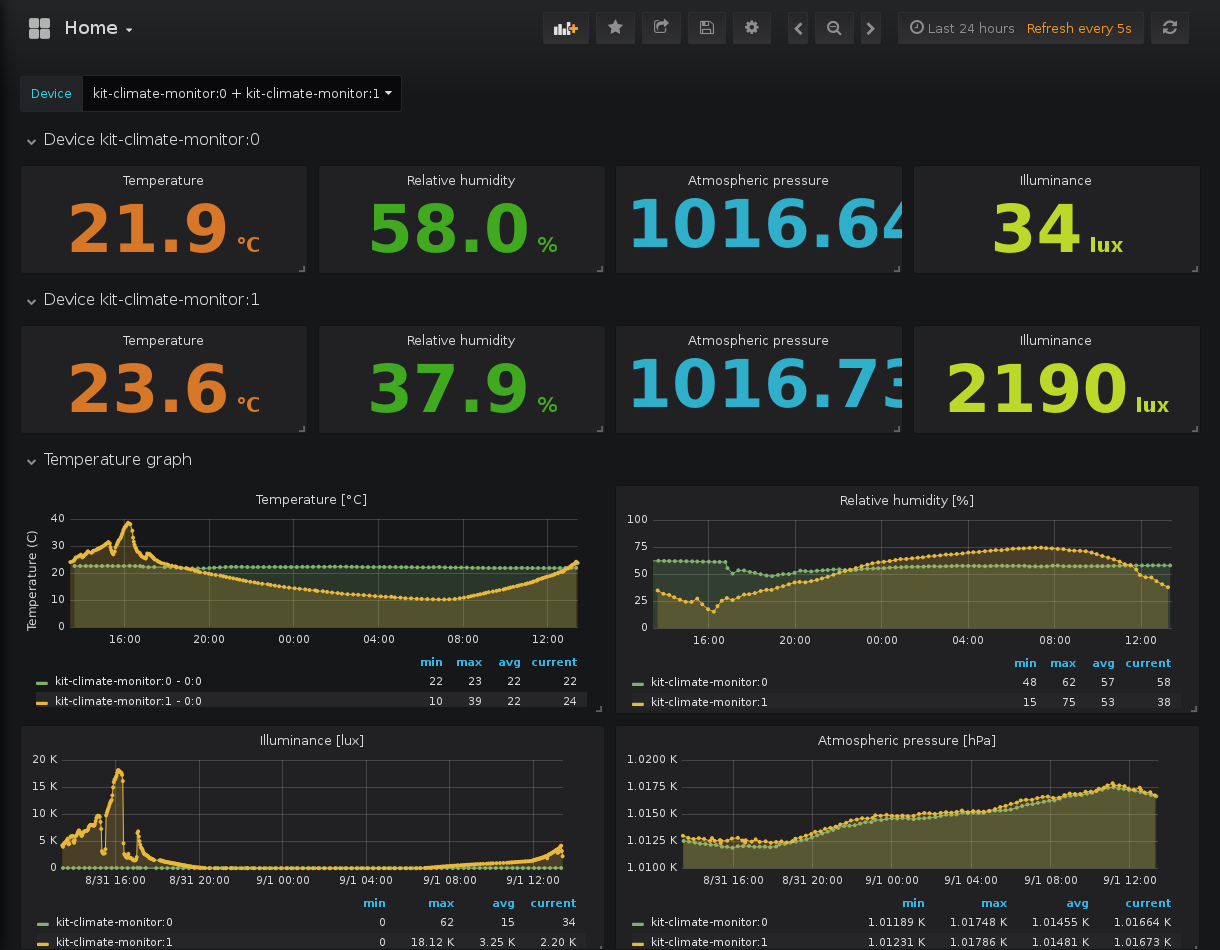 Home
Last 24 hours Refresh every 5s
Device kit-climate-monitor:0 + kit-climate-monitor:1
Device kit-climate-monitor:0
Temperature Relative humidity Atmospheric pressure Illuminance
21.9 °C 58.0 % 1016.64 34 lux
Device kit-climate-monitor:1
Temperature Relative humidity Atmospheric pressure Illuminance
23.6 °C 37.9 % 1016.73 2190 lux
Temperature graph
Temperature [°C]
Temperature (C)
40
30
20
10
0
16:00 20:00 00:00 04:00 08:00 12:00
min max avg current
kit-climate-monitor:0 - 0:0 22 23 22 22
kit-climate-monitor:1 - 0:0 10 39 22 24
Relative humidity [%]
100
75
50
25
0
16:00 20:00 00:00 04:00 08:00 12:00
min max avg current
kit-climate-monitor:0 48 62 57 58
kit-climate-monitor:1 15 75 53 38
Illuminance [lux]
20 K
15 K
10 K
5 K
0
8/31 16:00 8/31 20:00 9/1 00:00 9/1 04:00 9/1 08:00 9/1 12:00
min max avg current
kit-climate-monitor:0 0 62 15 34
kit-climate-monitor:1 0 18.12 K 3.25 K 2.20 K
Atmospheric pressure [hPa]
1.0200 K
1.0175 K
1.0150 K
1.0125 K
1.0100 K
8/31 16:00 8/31 20:00 9/1 00:00 9/1 04:00 9/1 08:00 9/1 12:00
min max avg current
kit-climate-monitor:0 1.01189 K 1.01748 K 1.01455 K 1.01664 K
kit-climate-monitor:1 1.01231 K 1.01786 K 1.01481 K 1.01673 K